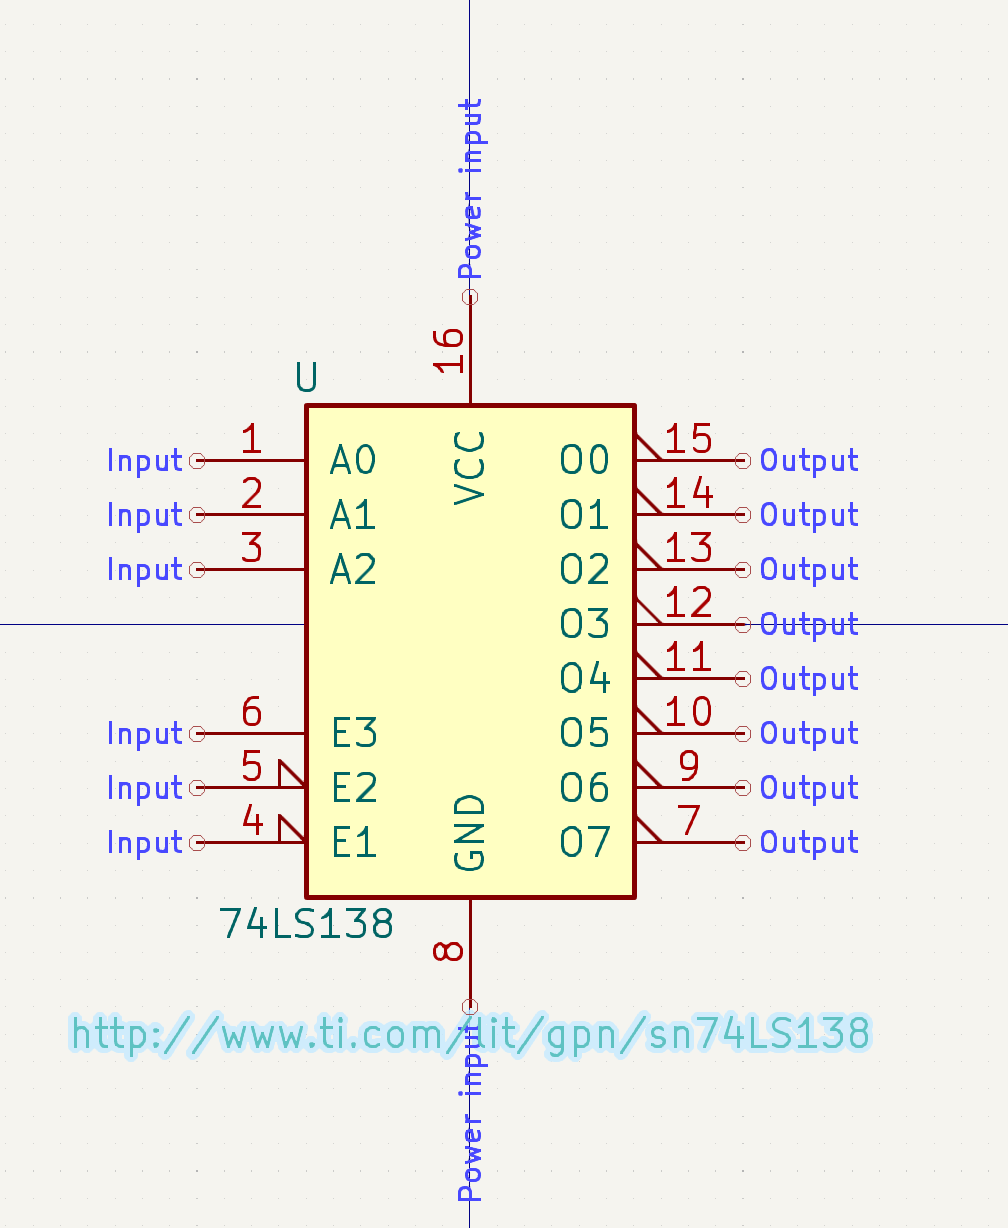 Power input
16
U
Input 1 A0 VCC O0 15 Output
Input 2 A1 O1 14 Output
Input 3 A2 O2 13 Output
O3 12 Output
O4 11 Output
Input 6 E3 O5 10 Output
Input 5 E2 O6 9 Output
Input 4 E1 GND O7 7 Output
74LS138
8
http://www.ti.com/lit/gpn/sn74LS138
Power input